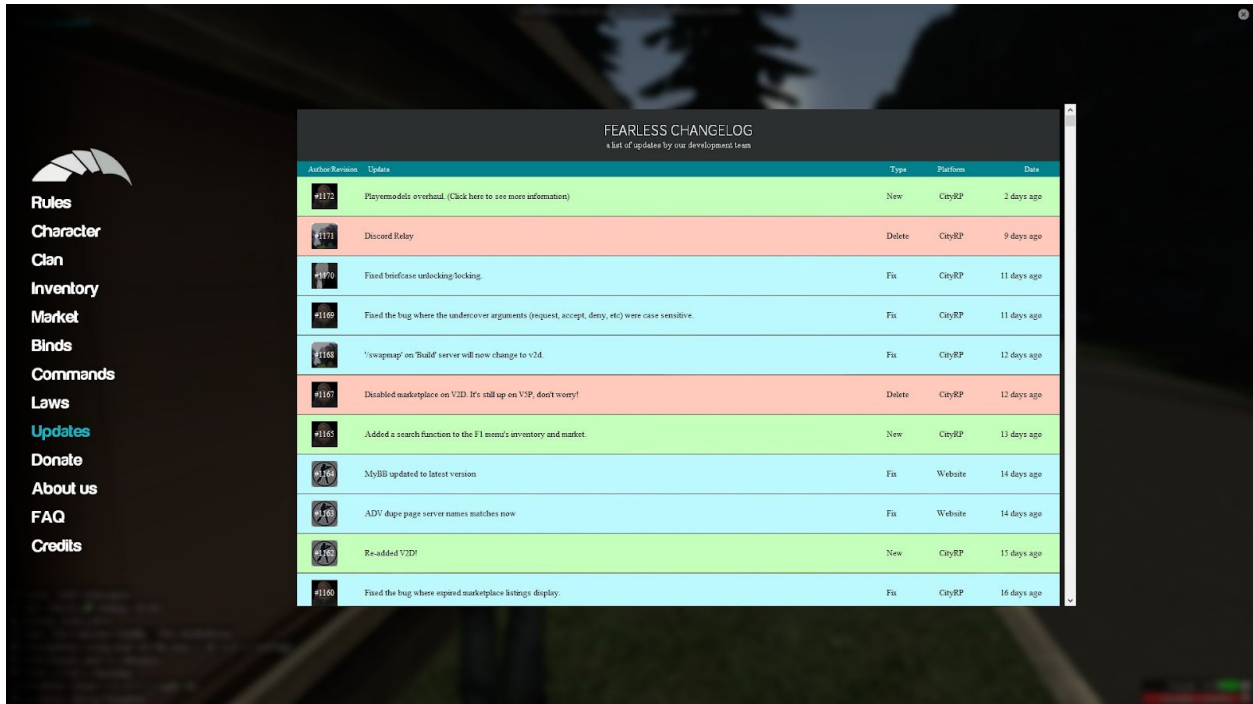 FEARLESS CHANGELOG
a list of updates by our development team
Author/Revision Update Type Platform Date
#1172 Playermodels overhaul. (Click here to see more information) New CityRP 2 days ago
#1171 Discord Relay Delete CityRP 9 days ago
#1170 Fixed briefcase unlocking/locking. Fix CityRP 11 days ago
#1169 Fixed the bug where the undercover arguments (request, accept, deny, etc) were case sensitive. Fix CityRP 11 days ago
#1168 '/swapmap' on 'Build' server will now change to v2d. Fix CityRP 12 days ago
#1167 Disabled marketplace on V2D. It's still up on V5P, don't worry! Delete CityRP 12 days ago
#1165 Added a search function to the F1 menu's inventory and market. New CityRP 13 days ago
#1164 MyBB updated to latest version Fix Website 14 days ago
#1163 ADV dupe page server names matches now Fix Website 14 days ago
#1162 Re-added V2D! New CityRP 15 days ago
#1160 Fixed the bug where expired marketplace listings display. Fix CityRP 16 days ago
Rules
Character
Clan
Inventory
Market
Binds
Commands
Laws
Updates
Donate
About us
FAQ
Credits